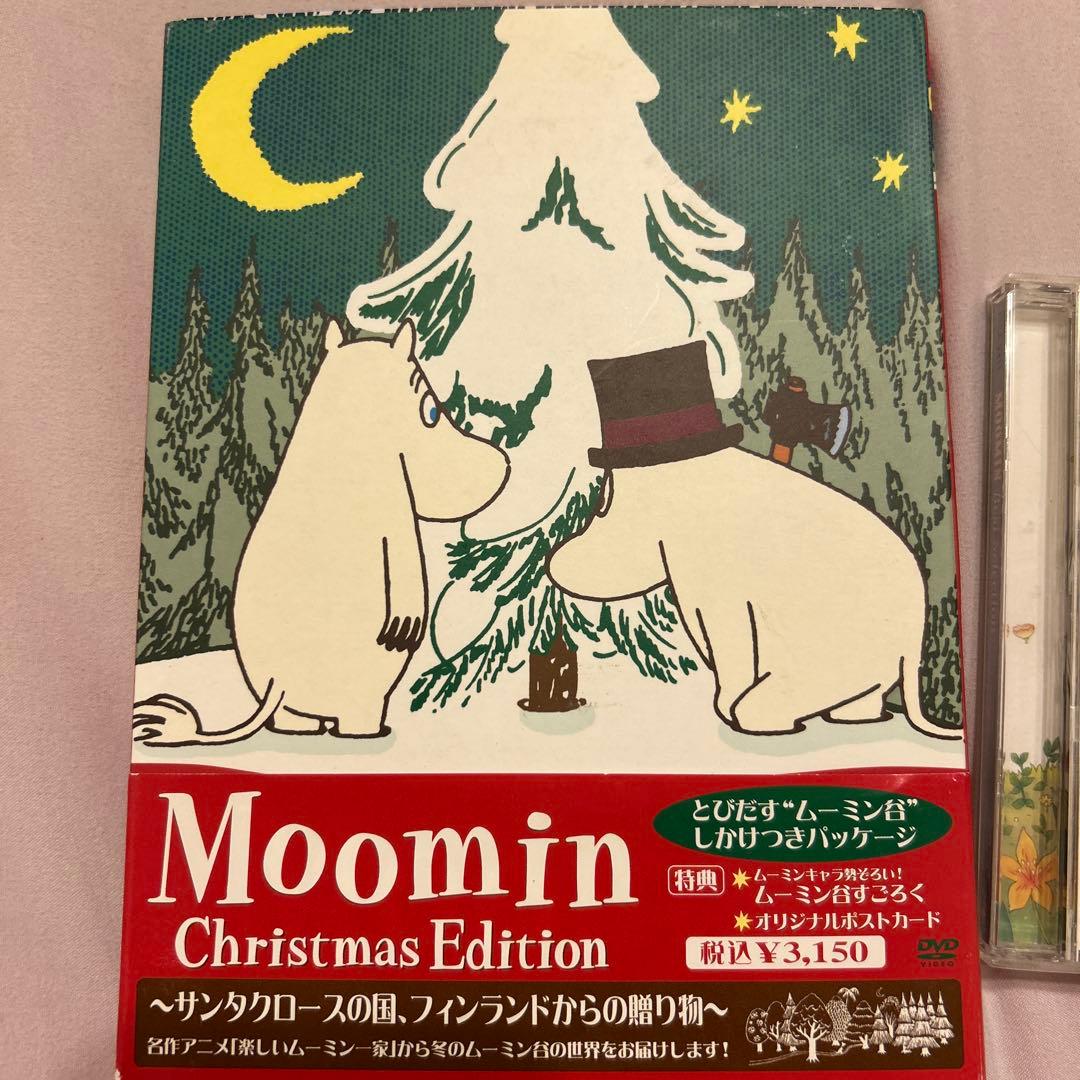 Moomin
Christmas Edition
とびだす“ムーミン谷”
しかけつきパッケージ
特典
ムーミンキャラ勢ぞろい!
ムーミン谷すごろく
オリジナルポストカード
税込¥3,150
DVD
VIDEO
〜サンタクロースの国、フィンランドからの贈り物〜
名作アニメ「楽しいムーミン一家」から冬のムーミン谷の世界をお届けします!